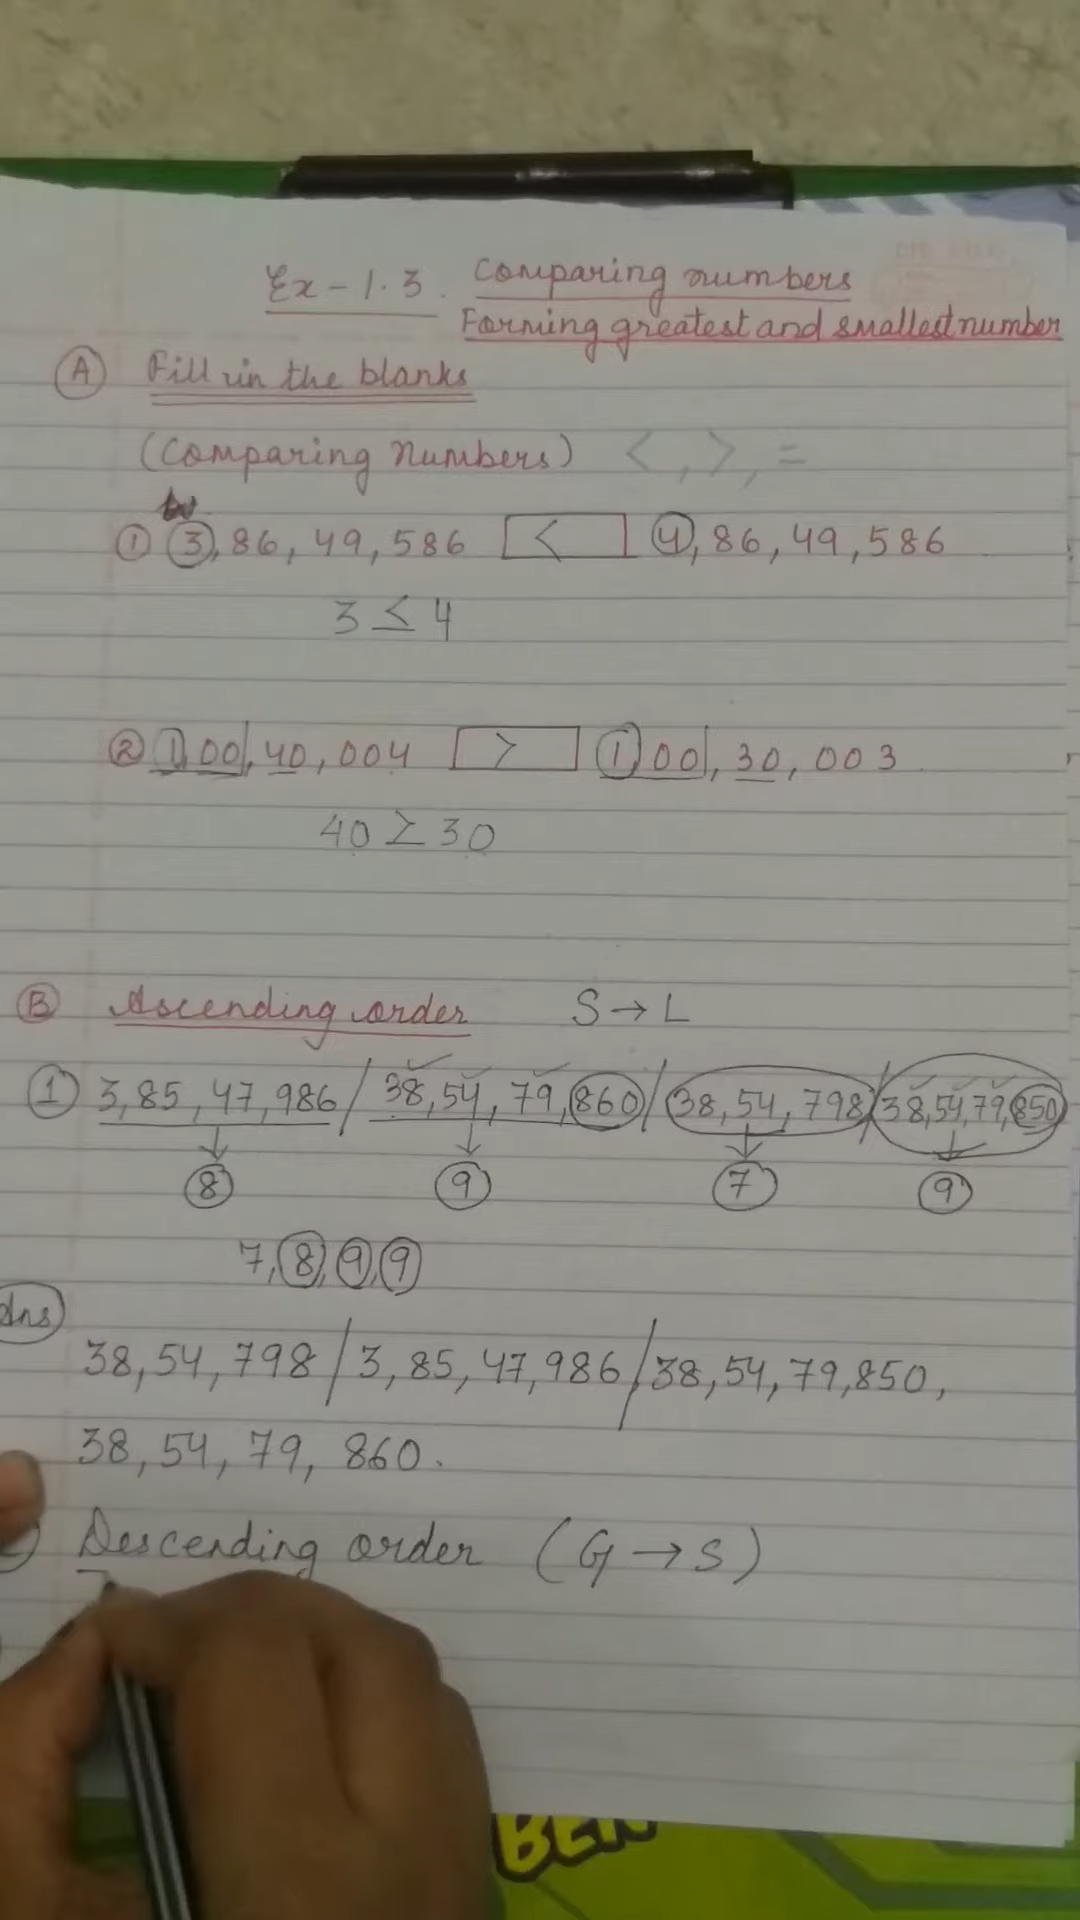 Ex-1.3. Comparing numbers
Forming greatest and smallest number
A Fill in the blanks
(Comparing Numbers) <, >, =
① 3,86,49,586 < 4,86,49,586
3 < 4
② 1,00,40,004 > 1 00,30,003
40 > 30
B Ascending order S → L
① 3,85,47,986 / 38,54,79,860 / 38,54,798 / 38,54,79,850
8 9 7 9
7, 8, 9, 9
Ans
38,54,798 / 3,85,47,986 / 38,54,79,850,
38,54,79,860.
Descending order (G → S)